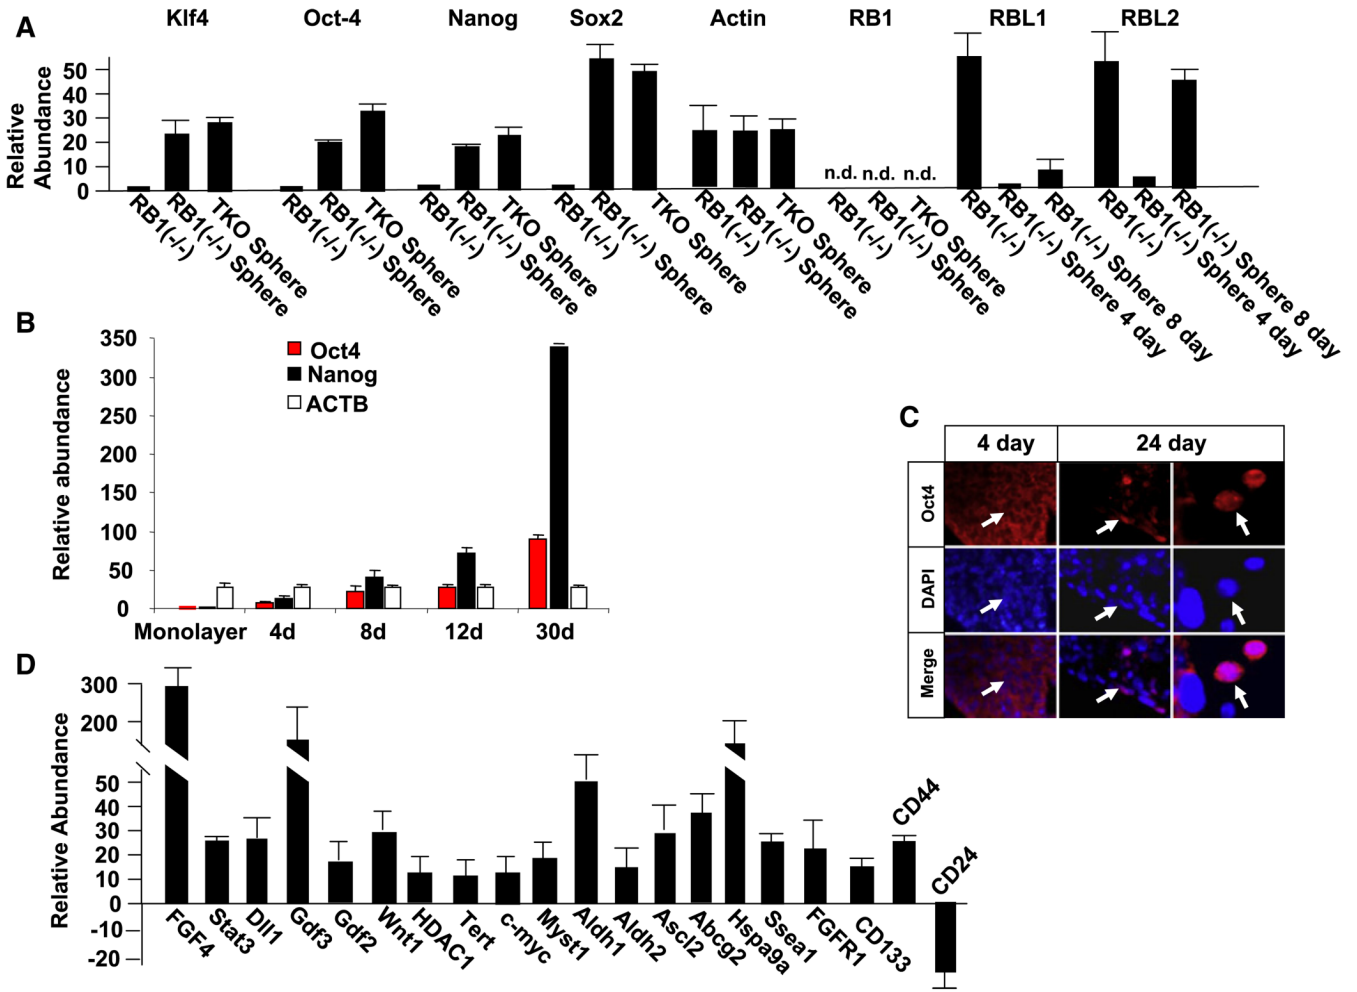 A
Klf4 Oct-4 Nanog Sox2 Actin RB1 RBL1 RBL2
Relative
Abundance
50
40
30
20
10
0
n.d. n.d. n.d.
RB1(-/-)
RB1(-/-) Sphere
TKO Sphere
RB1(-/-)
RB1(-/-) Sphere
TKO Sphere
RB1(-/-)
RB1(-/-) Sphere
TKO Sphere
RB1(-/-)
RB1(-/-) Sphere
TKO Sphere
RB1(-/-)
RB1(-/-) Sphere
TKO Sphere
RB1(-/-)
RB1(-/-) Sphere
TKO Sphere
RB1(-/-)
RB1(-/-) Sphere 4 day
RB1(-/-) Sphere 8 day
RB1(-/-)
RB1(-/-) Sphere 4 day
RB1(-/-) Sphere 8 day
B
Relative abundance
350
300
250
200
150
100
50
0
Oct4
Nanog
ACTB
Monolayer 4d 8d 12d 30d
C
4 day 24 day
Oct4
DAPI
Merge
D
Relative Abundance
300
200
50
40
30
20
10
0
-10
-20
FGF4
Stat3
Dll1
Gdf3
Gdf2
Wnt1
HDAC1
Tert
c-myc
Myst1
Aldh1
Aldh2
Ascl2
Abcg2
Hspa9a
Ssea1
FGFR1
CD133
CD44
CD24